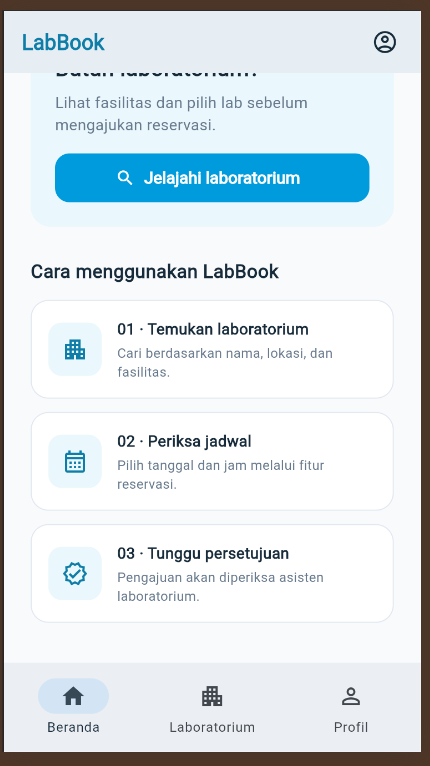 LabBook
Butuh laboratorium?
Lihat fasilitas dan pilih lab sebelum
mengajukan reservasi.
Jelajahi laboratorium
Cara menggunakan LabBook
01 · Temukan laboratorium
Cari berdasarkan nama, lokasi, dan
fasilitas.
02 · Periksa jadwal
Pilih tanggal dan jam melalui fitur
reservasi.
03 · Tunggu persetujuan
Pengajuan akan diperiksa asisten
laboratorium.
Beranda
Laboratorium
Profil